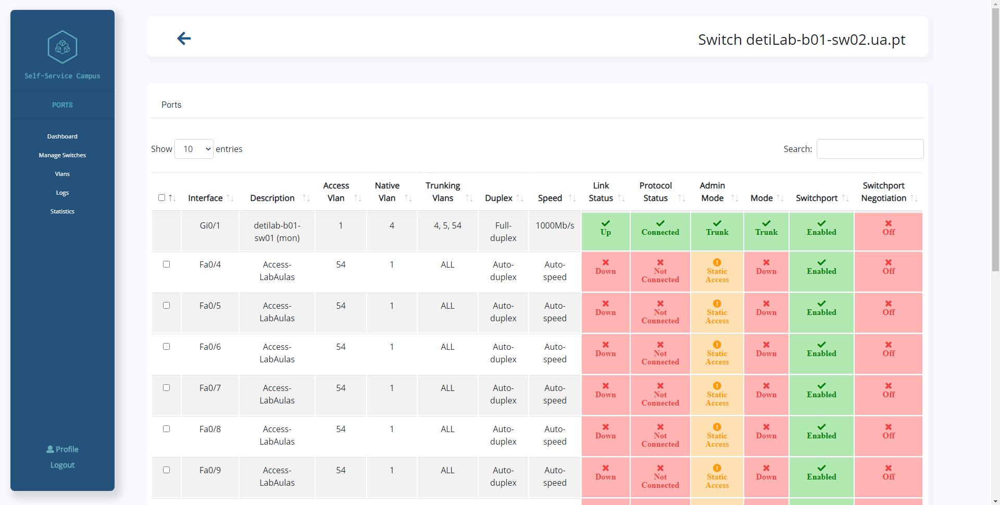 Self-Service Campus
PORTS
Dashboard
Manage Switches
Vlans
Logs
Statistics
Profile
Logout
Switch detiLab-b01-sw02.ua.pt
Ports
Show 10 entries
Search:
Interface Description Access Vlan Native Vlan Trunking Vlans Duplex Speed Link Status Protocol Status Admin Mode Mode Switchport Switchport Negotiation
Gi0/1 detilab-b01-sw01 (mon) 1 4 4, 5, 54 Full-duplex 1000Mb/s Up Connected Trunk Trunk Enabled Off
Fa0/4 Access-LabAulas 54 1 ALL Auto-duplex Auto-speed Down Not Connected Static Access Down Enabled Off
Fa0/5 Access-LabAulas 54 1 ALL Auto-duplex Auto-speed Down Not Connected Static Access Down Enabled Off
Fa0/6 Access-LabAulas 54 1 ALL Auto-duplex Auto-speed Down Not Connected Static Access Down Enabled Off
Fa0/7 Access-LabAulas 54 1 ALL Auto-duplex Auto-speed Down Not Connected Static Access Down Enabled Off
Fa0/8 Access-LabAulas 54 1 ALL Auto-duplex Auto-speed Down Not Connected Static Access Down Enabled Off
Fa0/9 Access-LabAulas 54 1 ALL Auto-duplex Auto-speed Down Not Connected Static Access Down Enabled Off